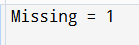 Missing = 1